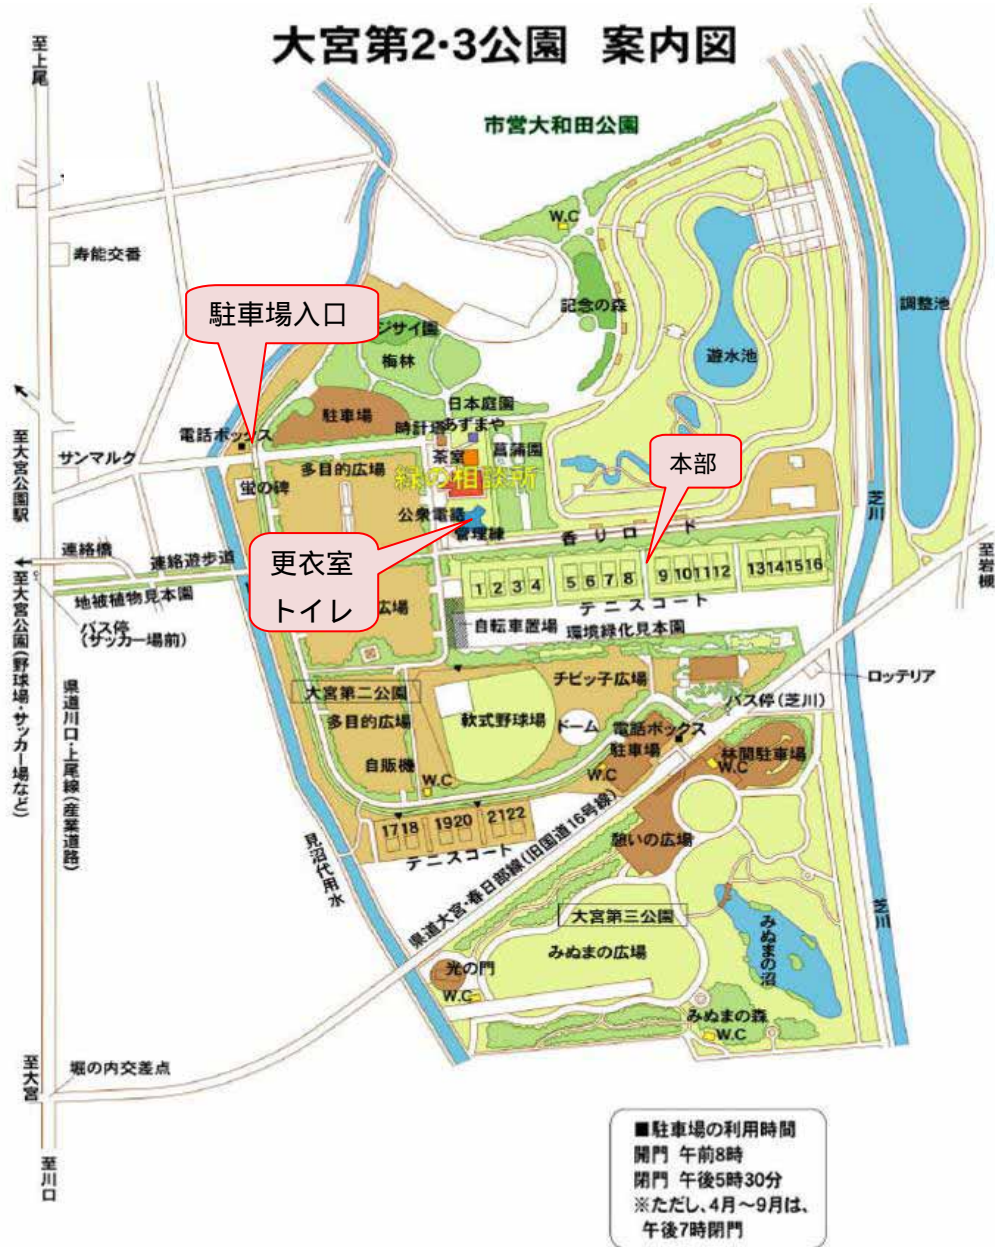 大宮第2・3公園 案内図
至上尾
市営大和田公園
W.C
寿能交番
記念の森
調整池
駐車場入口
ジサイ園
梅林
遊水池
日本庭園
駐車場
時計塔
あずまや
電話ボックス
茶室
菖蒲園
サンマルク
多目的広場
緑の相談所
本部
至大宮公園駅
蛍の碑
公衆電話
管理練
香りロード
芝川
連絡橋
連絡遊歩道
地被植物見本園
更衣室
トイレ
広場
1 2 3 4
5 6 7 8
9 10 11 12
13 14 15 16
至岩槻
テニスコート
バス停
(サッカー場前)
自転車置場
環境緑化見本園
至大宮公園(野球場・サッカー場など)
県道川口・上尾線(産業道路)
大宮第二公園
チビッ子広場
ロッテリア
多目的広場
軟式野球場
ドーム
電話ボックス
バス停(芝川)
駐車場
林間駐車場
自販機
W.C
W.C
W.C
17 18
19 20
21 22
テニスコート
憩いの広場
見沼代用水
県道大宮・春日部線(旧国道16号線)
大宮第三公園
芝川
みぬまの広場
みぬまの沼
光の門
W.C
みぬまの森
W.C
至大宮
堀の内交差点
至川口
■駐車場の利用時間
開門 午前8時
閉門 午後5時30分
※ただし、4月〜9月は、
午後7時閉門